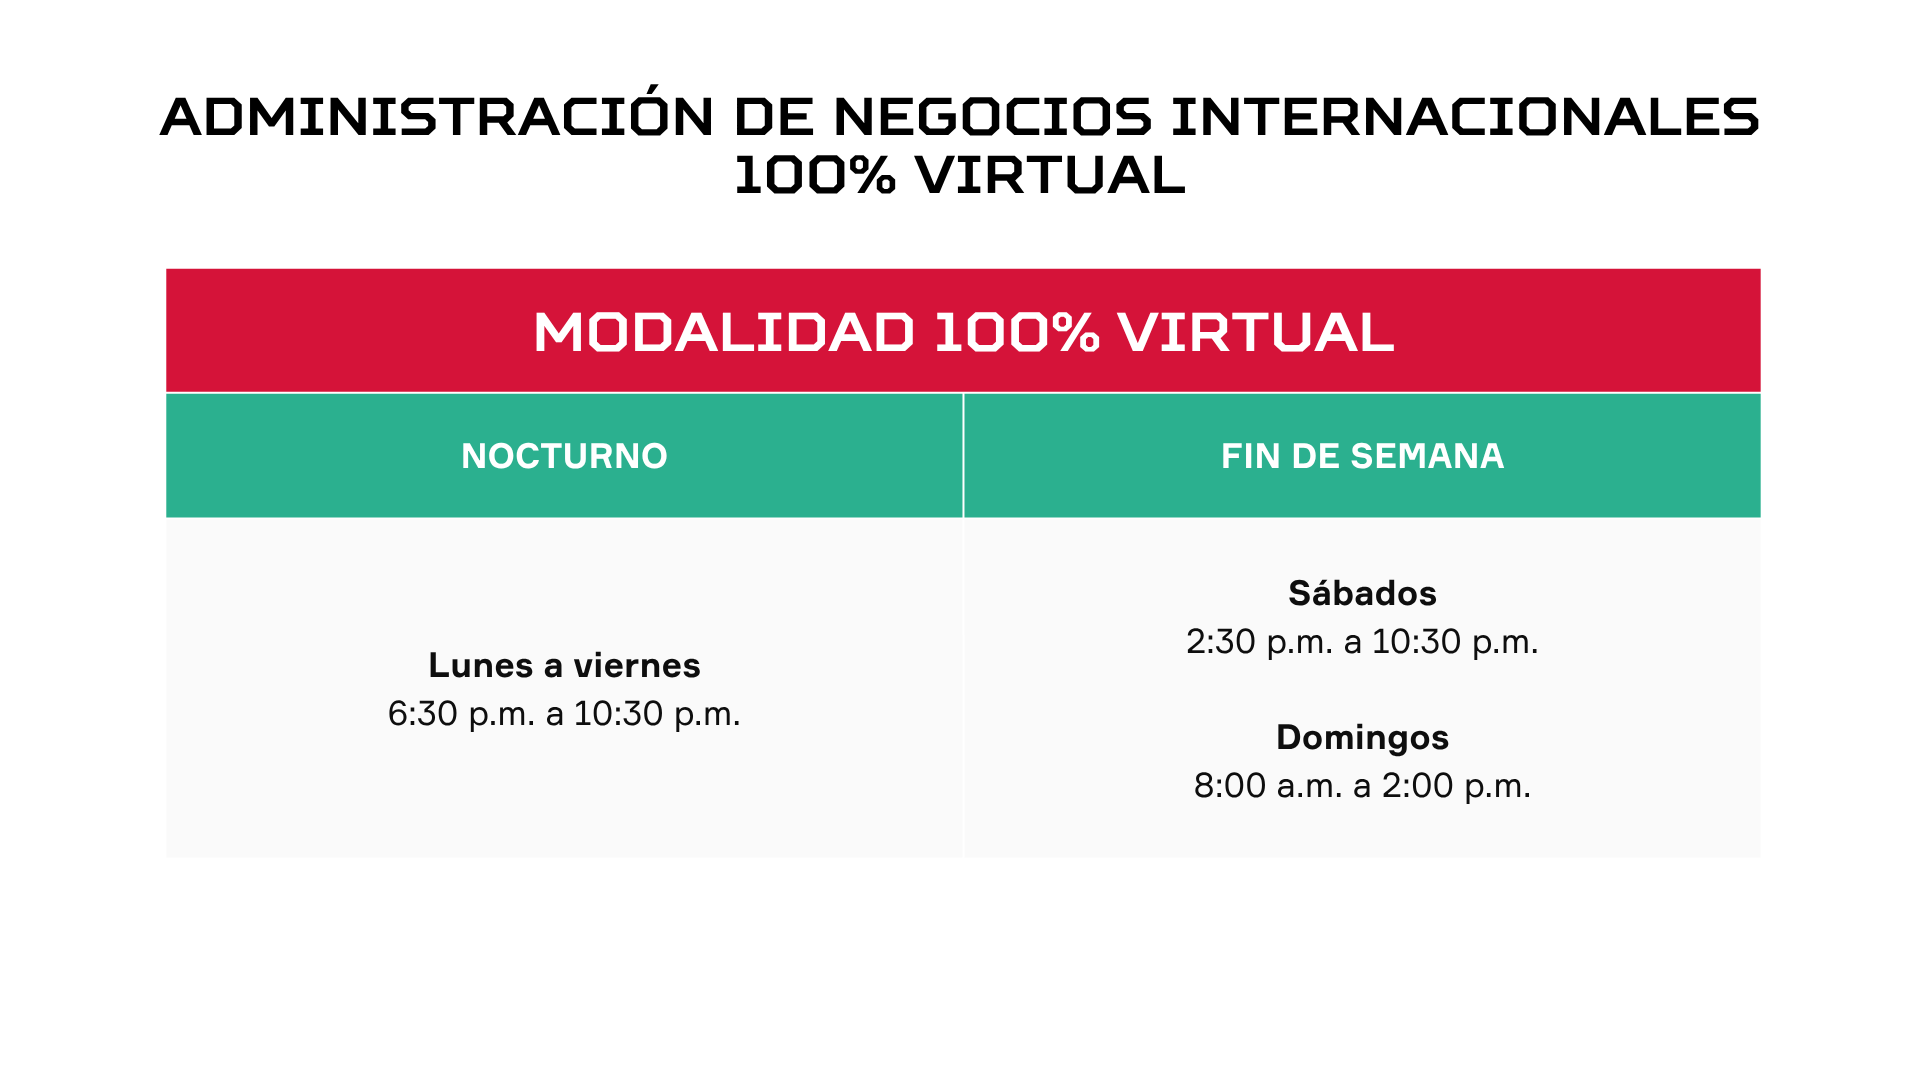 ADMINISTRACIÓN DE NEGOCIOS INTERNACIONALES
100% VIRTUAL
MODALIDAD 100% VIRTUAL
NOCTURNO
FIN DE SEMANA
Lunes a viernes
6:30 p.m. a 10:30 p.m.
Sábados
2:30 p.m. a 10:30 p.m.
Domingos
8:00 a.m. a 2:00 p.m.